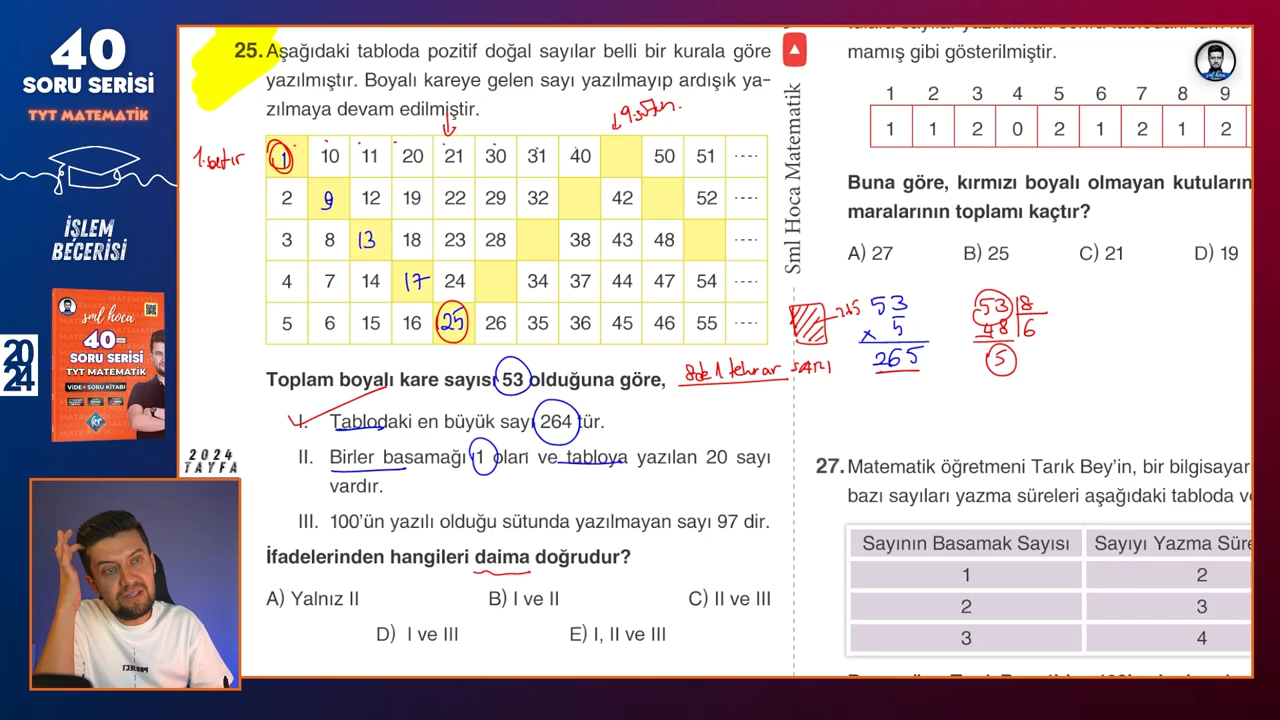 40
SORU SERİSİ
TYT MATEMATİK
İŞLEM
BECERİSİ
sml hoca
40
SORU SERİSİ
TYT MATEMATİK
VİDEO + SORU KİTABI
2024
2024
TAYFA
25. Aşağıdaki tabloda pozitif doğal sayılar belli bir kurala göre
yazılmıştır. Boyalı kareye gelen sayı yazılmayıp ardışık ya-
zılmaya devam edilmiştir.
1 10 11 20 21 30 31 40 50 51 ....
2 9 12 19 22 29 32 42 52 ....
3 8 13 18 23 28 38 43 48 ....
4 7 14 17 24 34 37 44 47 54 ....
5 6 15 16 25 26 35 36 45 46 55 ....
Toplam boyalı kare sayısı 53 olduğuna göre,
I. Tablodaki en büyük sayı 264 tür.
II. Birler basamağı 1 olan ve tabloya yazılan 20 sayı
vardır.
III. 100'ün yazılı olduğu sütunda yazılmayan sayı 97 dir.
İfadelerinden hangileri daima doğrudur?
A) Yalnız II B) I ve II C) II ve III
D) I ve III E) I, II ve III
Sml Hoca Matematik
265
53
x 5
265
53 8
48 6
5
mamış gibi gösterilmiştir.
sml hoca
1 2 3 4 5 6 7 8 9
1 1 2 0 2 1 2 1 2
Buna göre, kırmızı boyalı olmayan kutuların
maralarının toplamı kaçtır?
A) 27 B) 25 C) 21 D) 19
27. Matematik öğretmeni Tarık Bey'in, bir bilgisayar
bazı sayıları yazma süreleri aşağıdaki tabloda
Sayının Basamak Sayısı Sayıyı Yazma Süre
1 2
2 3
3 4